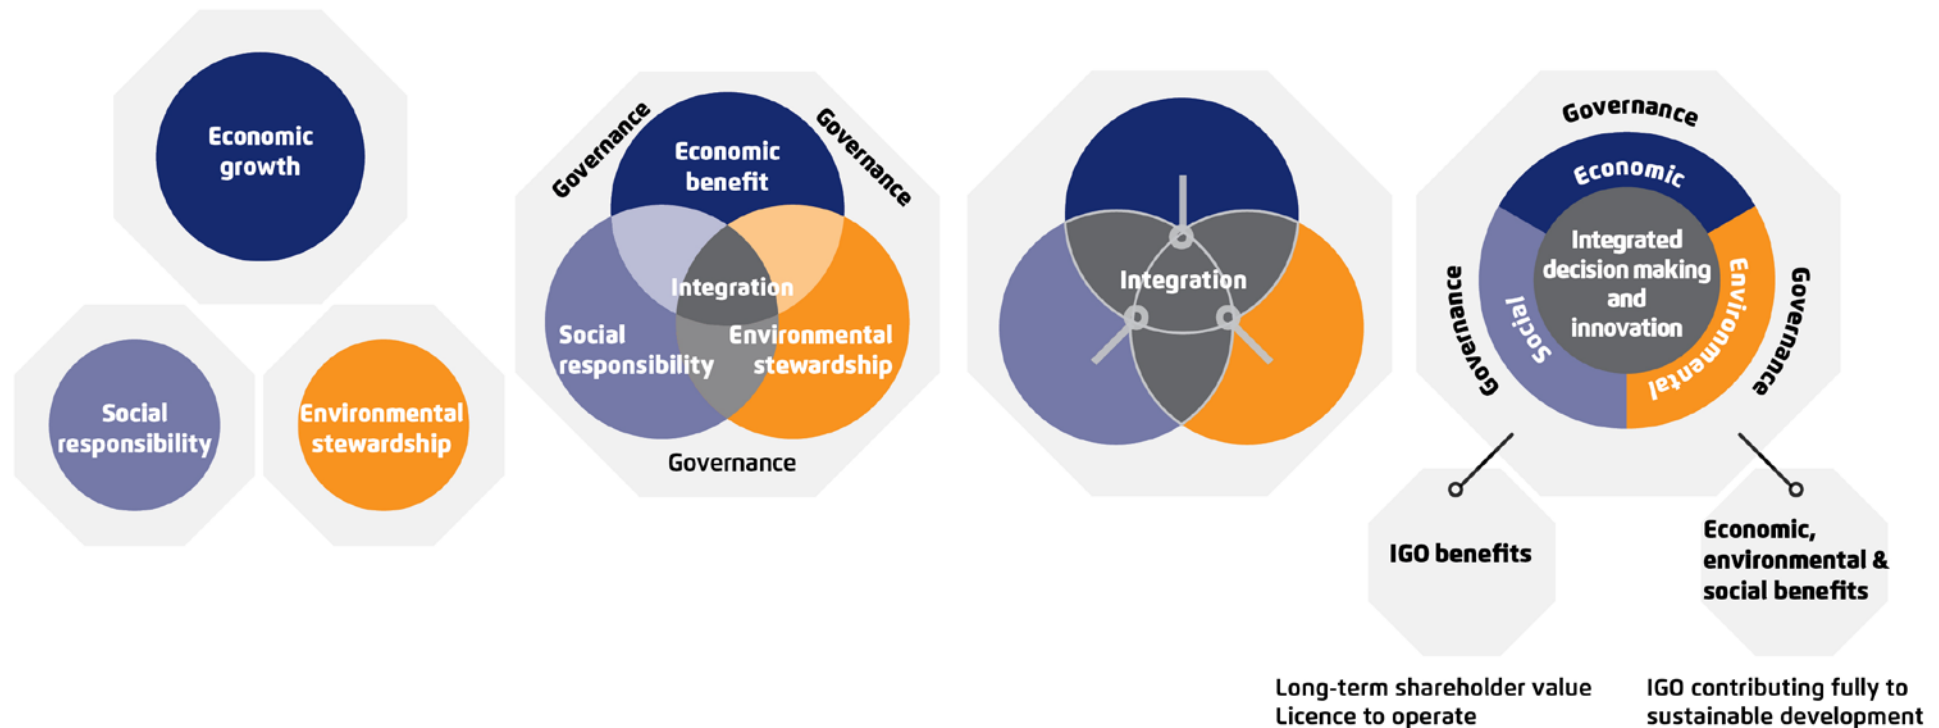 Economic
growth
Social
responsibility
Environmental
stewardship
Governance
Governance
Economic
benefit
Integration
Social
responsibility
Environmental
stewardship
Governance
Integration
Governance
Economic
Integrated
decision making
and
innovation
Social
Environmental
Governance
Governance
IGO benefits
Economic,
environmental &
social benefits
Long-term shareholder value
Licence to operate
IGO contributing fully to
sustainable development